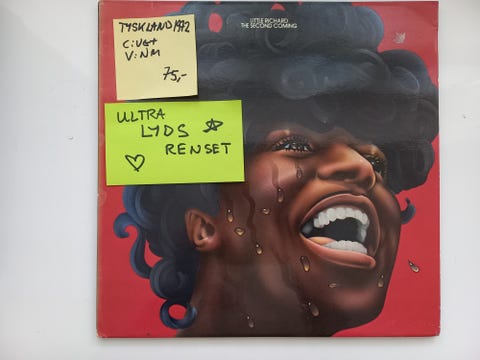 TYSKLAND 1972
C: VG+
V: NM
75,-
LITTLE RICHARD
THE SECOND COMING
ULTRA
LYDS
RENSET